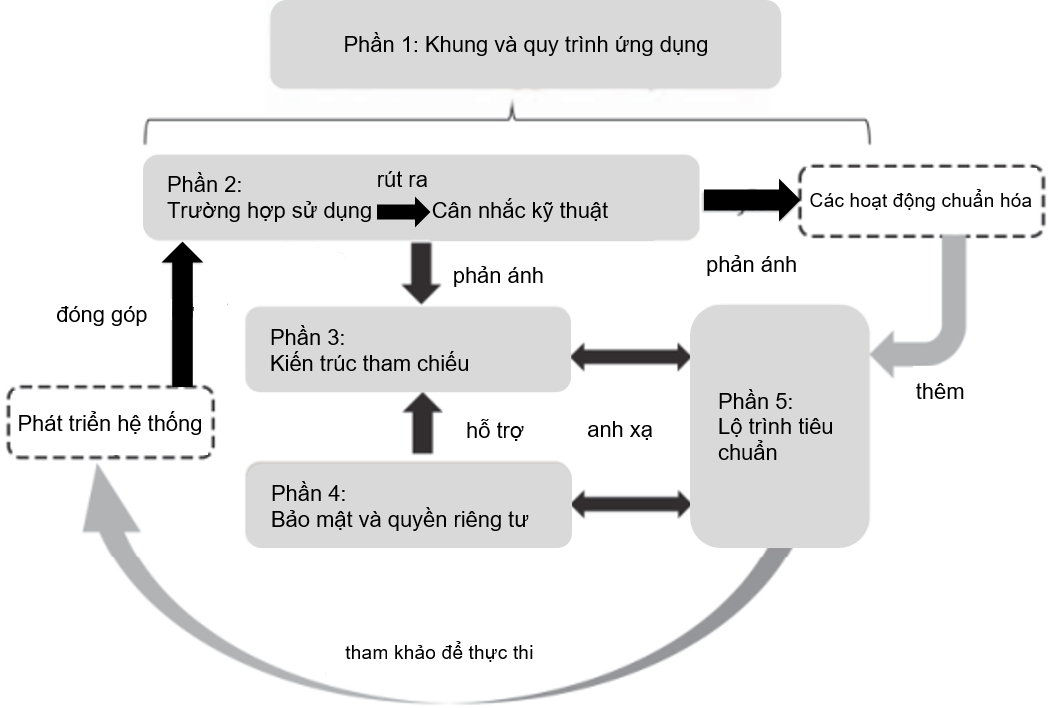 Phần 1: Khung và quy trình ứng dụng
Phần 2:
Trường hợp sử dụng
rút ra
Cân nhắc kỹ thuật
Các hoạt động chuẩn hóa
phản ánh
phản ánh
đóng góp
Phần 3:
Kiến trúc tham chiếu
thêm
Phát triển hệ thống
hỗ trợ
anh xạ
Phần 5:
Lộ trình tiêu
chuẩn
Phần 4:
Bảo mật và quyền riêng tư
tham khảo để thực thi